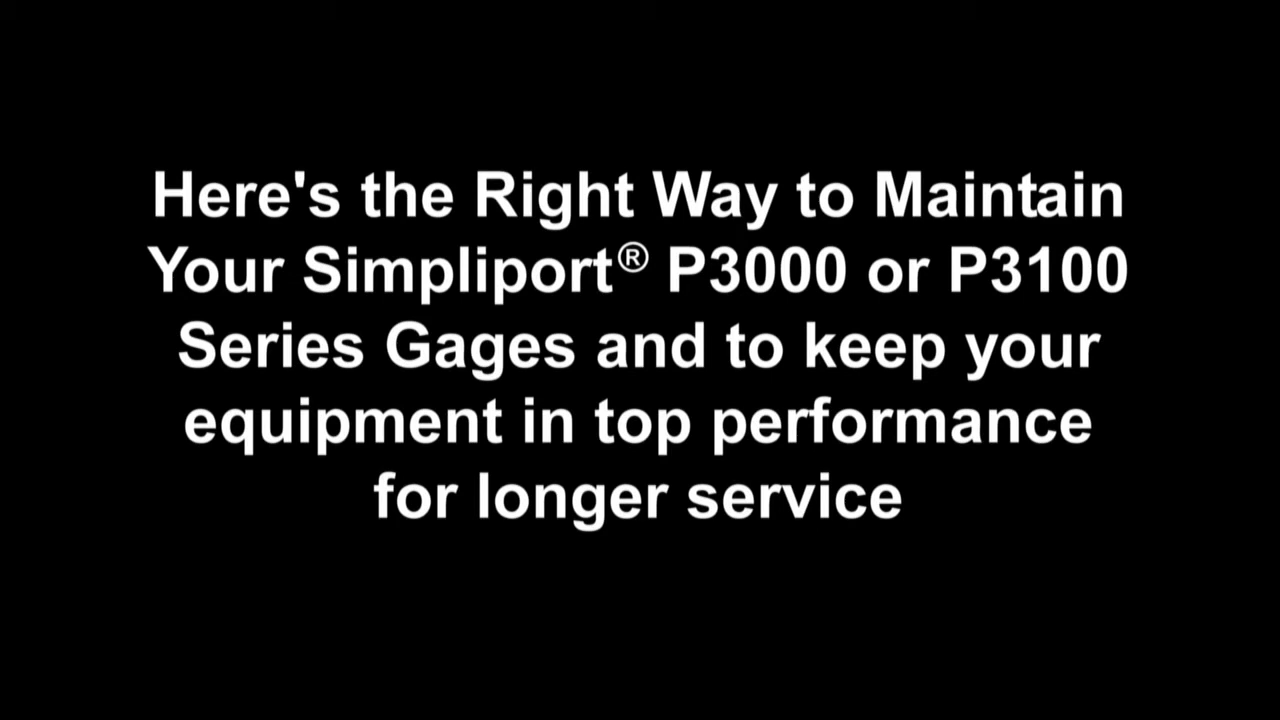 Here's the Right Way to Maintain
Your Simpliport® P3000 or P3100
Series Gages and to keep your
equipment in top performance
for longer service